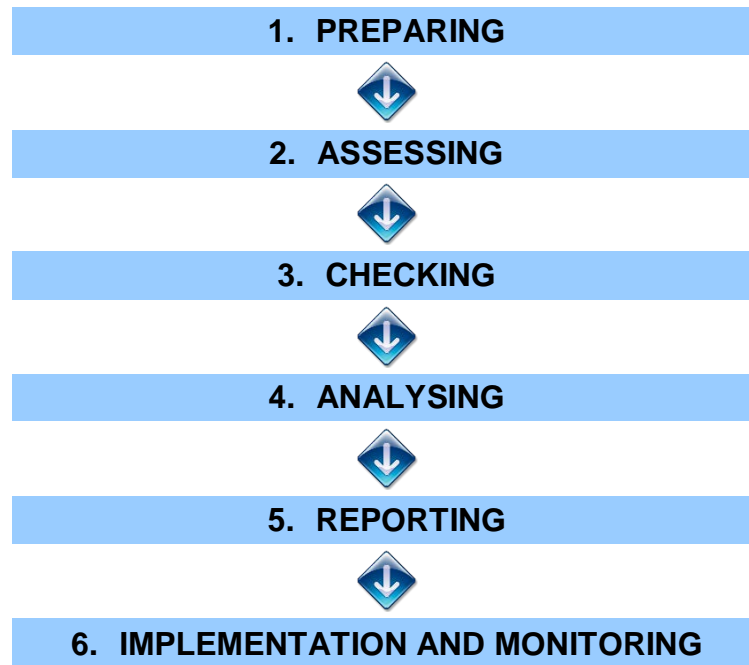 1. PREPARING
2. ASSESSING
3. CHECKING
4. ANALYSING
5. REPORTING
6. IMPLEMENTATION AND MONITORING